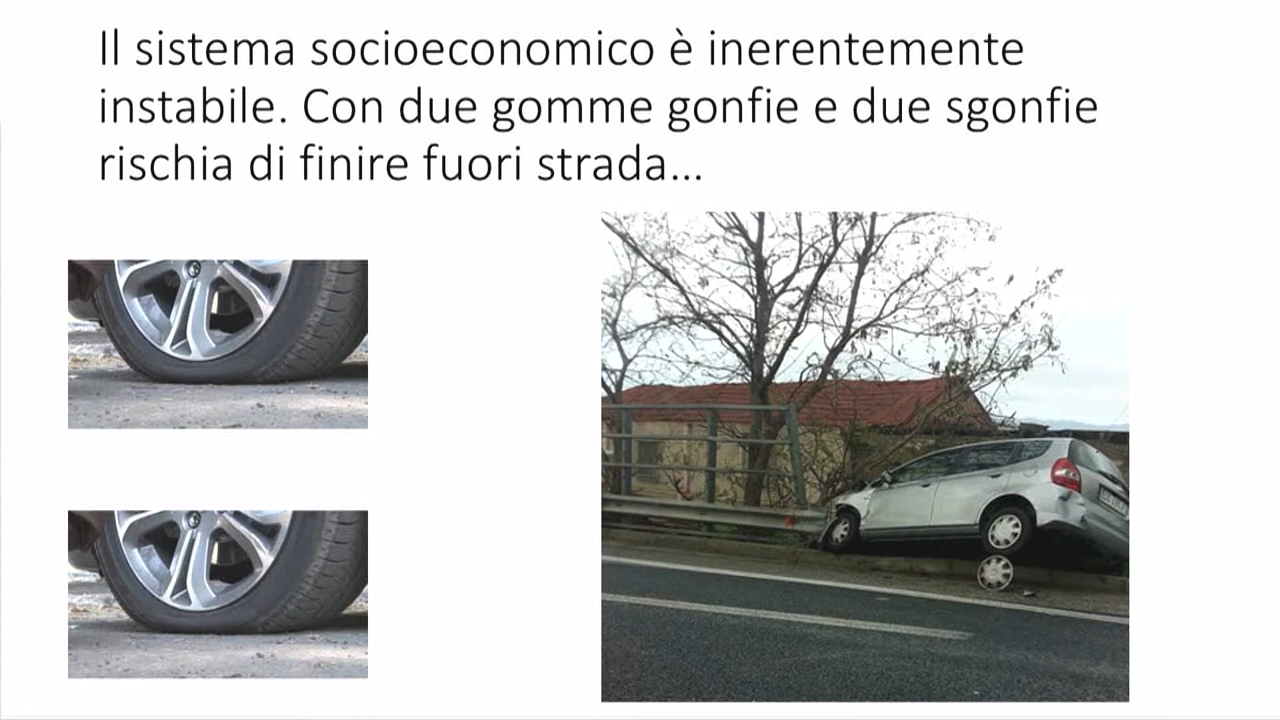 Il sistema socioeconomico è inerentemente
instabile. Con due gomme gonfie e due sgonfie
rischia di finire fuori strada...